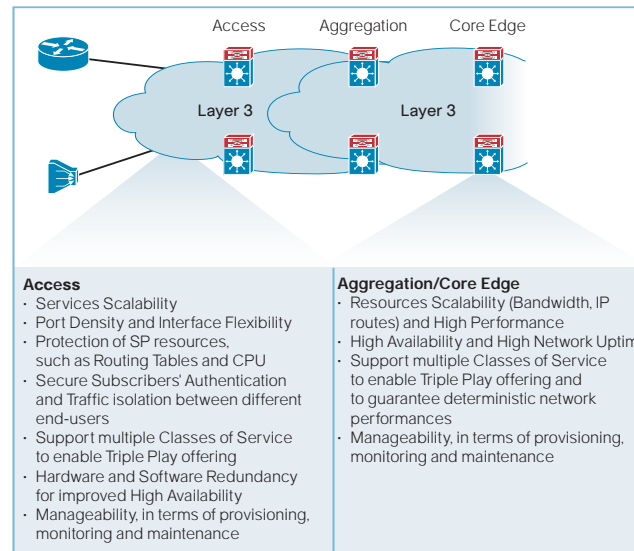 Access Aggregation Core Edge
Layer 3 Layer 3
Access
· Services Scalability
· Port Density and Interface Flexibility
· Protection of SP resources,
such as Routing Tables and CPU
· Secure Subscribers' Authentication
and Traffic isolation between different
end-users
· Support multiple Classes of Service
to enable Triple Play offering
· Hardware and Software Redundancy
for improved High Availability
· Manageability, in terms of provisioning,
monitoring and maintenance
Aggregation/Core Edge
· Resources Scalability (Bandwidth, IP
routes) and High Performance
· High Availability and High Network Uptim
· Support multiple Classes of Service
to enable Triple Play offering and
to guarantee deterministic network
performances
· Manageability, in terms of provisioning,
monitoring and maintenance